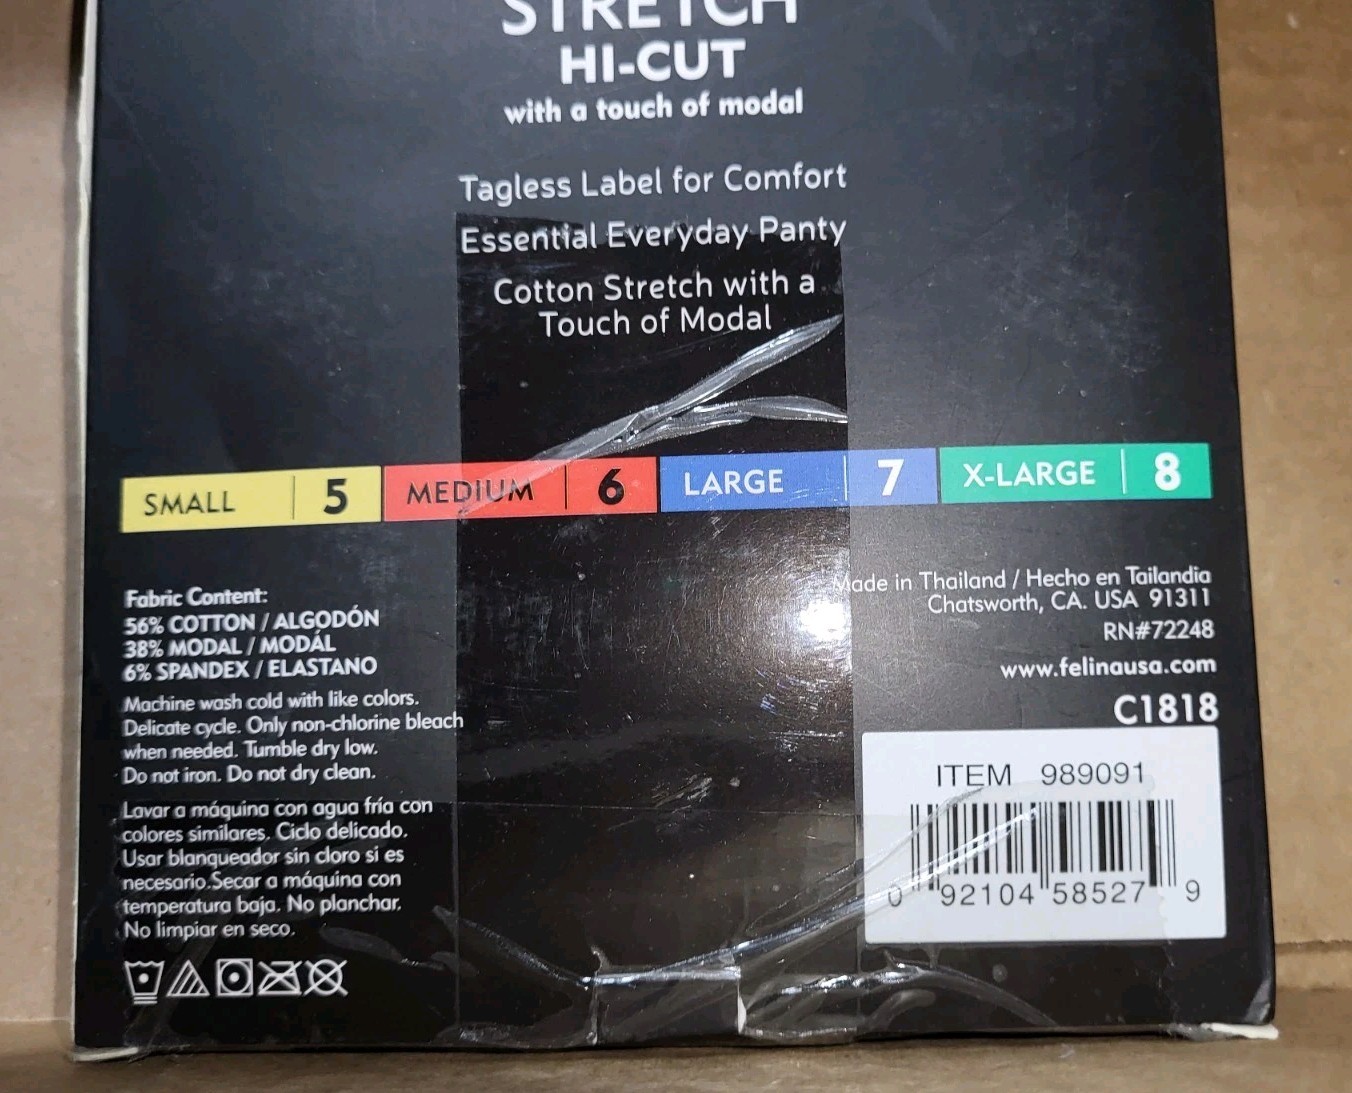 STRETCH
HI-CUT
with a touch of modal
Tagless Label for Comfort
Essential Everyday Panty
Cotton Stretch with a
Touch of Modal
SMALL 5 MEDIUM 6 LARGE 7 X-LARGE 8
Fabric Content:
56% COTTON / ALGODÓN
38% MODAL / MODÁL
6% SPANDEX / ELASTANO
Machine wash cold with like colors.
Delicate cycle. Only non-chlorine bleach
when needed. Tumble dry low.
Do not iron. Do not dry clean.
Lavar a máquina con agua fría con
colores similares. Ciclo delicado.
Usar blanqueador sin cloro si es
necesario.Secar a máquina con
temperatura baja. No planchar.
No limpiar en seco.
Made in Thailand / Hecho en Tailandia
Chatsworth, CA. USA 91311
RN#72248
www.felinausa.com
C1818
ITEM 989091
0 92104 58527 9